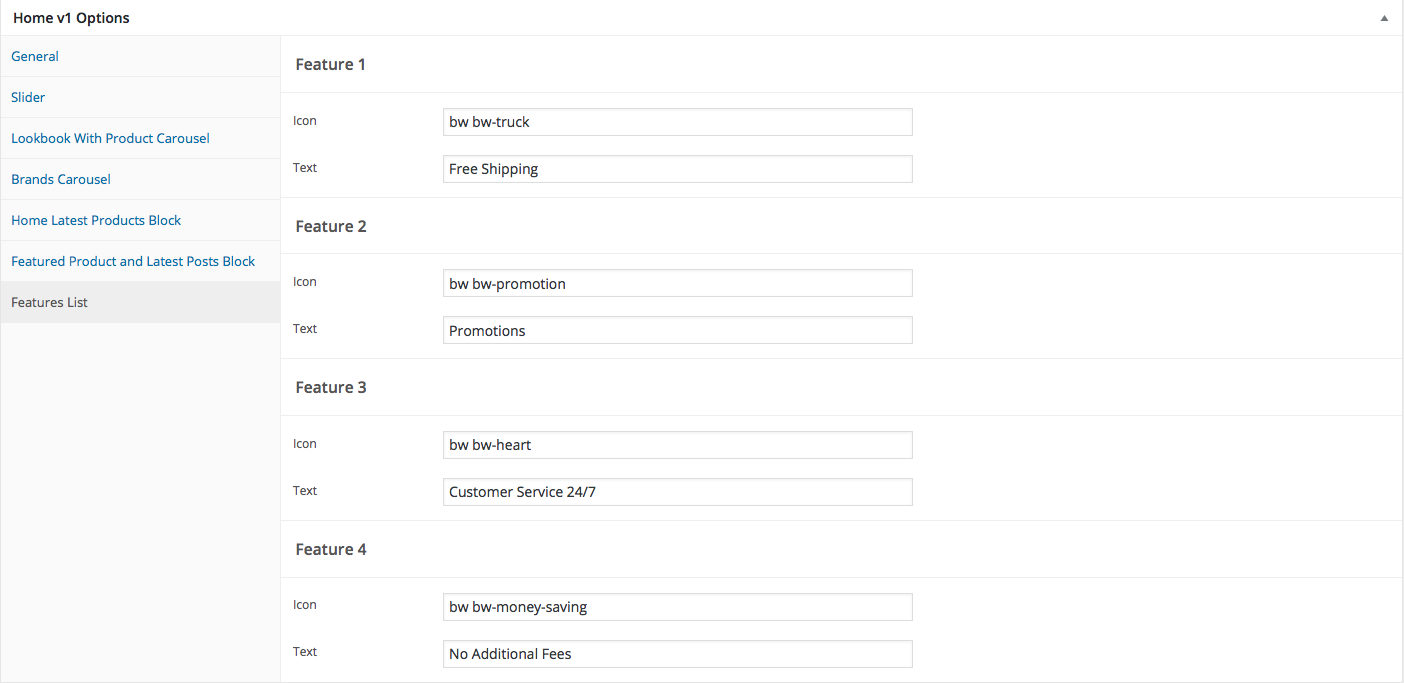 Home v1 Options
General
Slider
Lookbook With Product Carousel
Brands Carousel
Home Latest Products Block
Featured Product and Latest Posts Block
Features List
Feature 1
Icon bw bw-truck
Text Free Shipping
Feature 2
Icon bw bw-promotion
Text Promotions
Feature 3
Icon bw bw-heart
Text Customer Service 24/7
Feature 4
Icon bw bw-money-saving
Text No Additional Fees